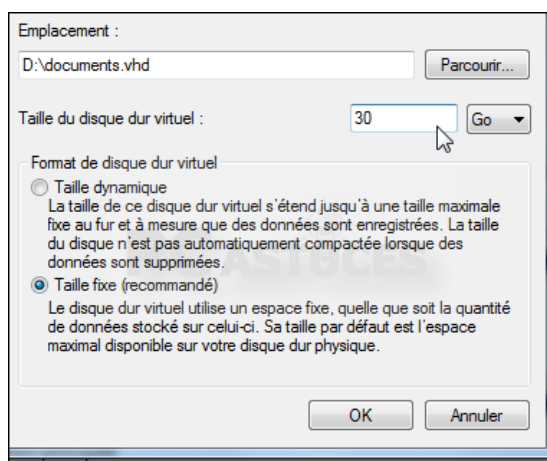 Emplacement :
D:\documents.vhd
Parcourir...
Taille du disque dur virtuel :
30
Go
Format de disque dur virtuel
Taille dynamique
La taille de ce disque dur virtuel s'étend jusqu'à une taille maximale
fixe au fur et à mesure que des données sont enregistrées. La taille
du disque n'est pas automatiquement compactée lorsque des
données sont supprimées.
Taille fixe (recommandé)
Le disque dur virtuel utilise un espace fixe, quelle que soit la quantité
de données stocké sur celui-ci. Sa taille par défaut est l'espace
maximal disponible sur votre disque dur physique.
OK
Annuler